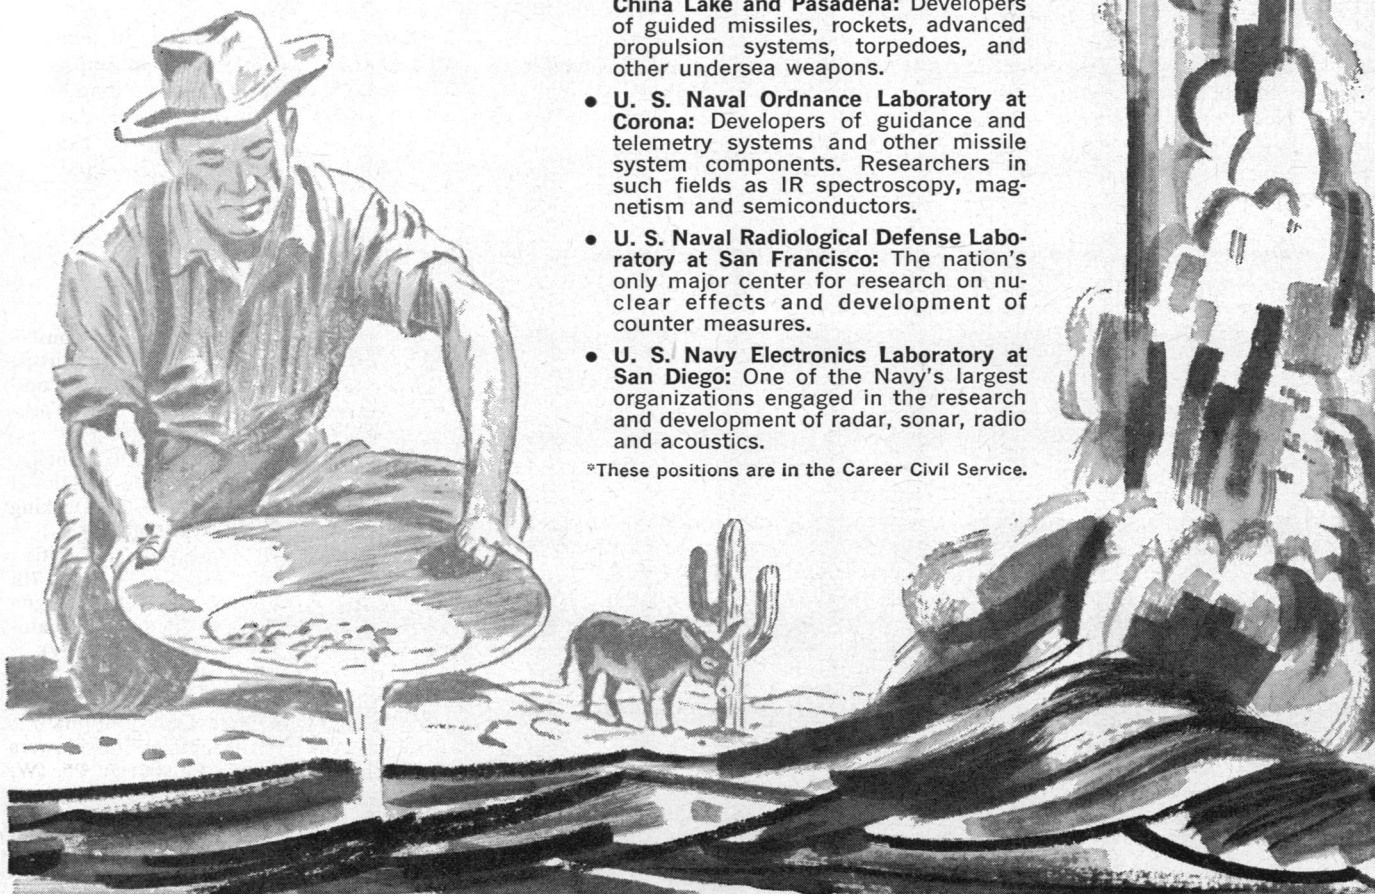 China Lake and Pasadena: Developers
of guided missiles, rockets, advanced
propulsion systems, torpedoes, and
other undersea weapons.
● U. S. Naval Ordnance Laboratory at
Corona: Developers of guidance and
telemetry systems and other missile
system components. Researchers in
such fields as IR spectroscopy, mag-
netism and semiconductors.
● U. S. Naval Radiological Defense Labo-
ratory at San Francisco: The nation's
only major center for research on nu-
clear effects and development of
counter measures.
● U. S. Navy Electronics Laboratory at
San Diego: One of the Navy's largest
organizations engaged in the research
and development of radar, sonar, radio
and acoustics.
*These positions are in the Career Civil Service.